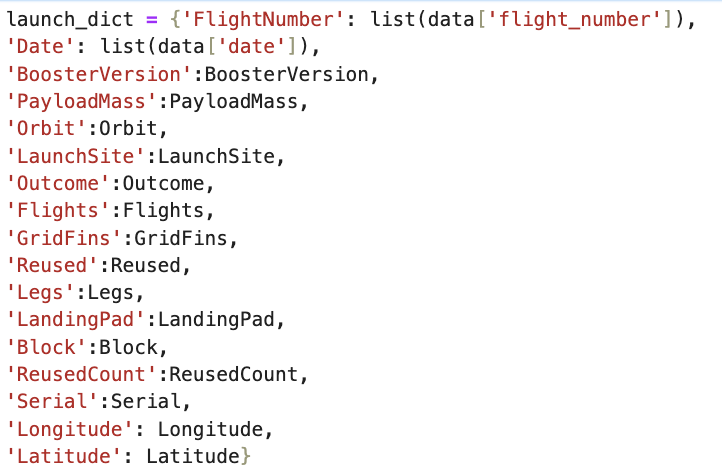 launch_dict = {'FlightNumber': list(data['flight_number']),
'Date': list(data['date']),
'BoosterVersion':BoosterVersion,
'PayloadMass':PayloadMass,
'Orbit':Orbit,
'LaunchSite':LaunchSite,
'Outcome':Outcome,
'Flights':Flights,
'GridFins':GridFins,
'Reused':Reused,
'Legs':Legs,
'LandingPad':LandingPad,
'Block':Block,
'ReusedCount':ReusedCount,
'Serial':Serial,
'Longitude': Longitude,
'Latitude': Latitude}